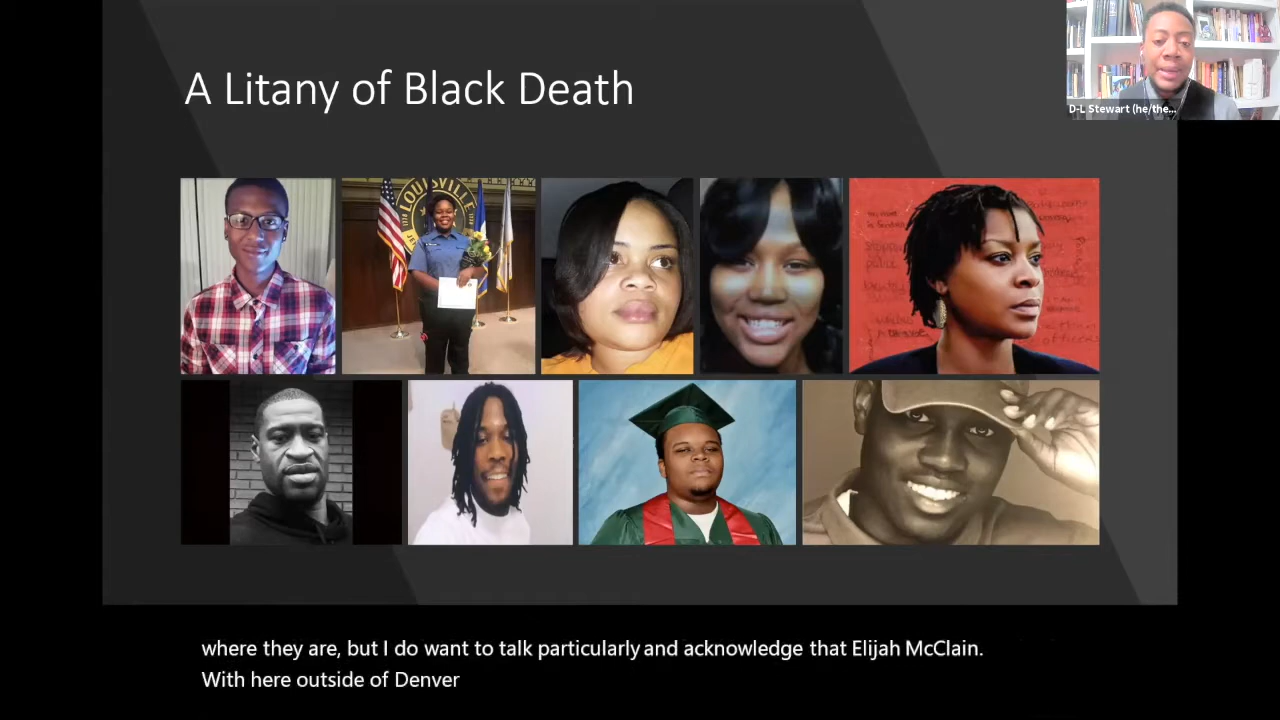 A Litany of Black Death
D-L Stewart (he/the...
LOUISVILLE
where they are, but I do want to talk particularly and acknowledge that Elijah McClain.
With here outside of Denver